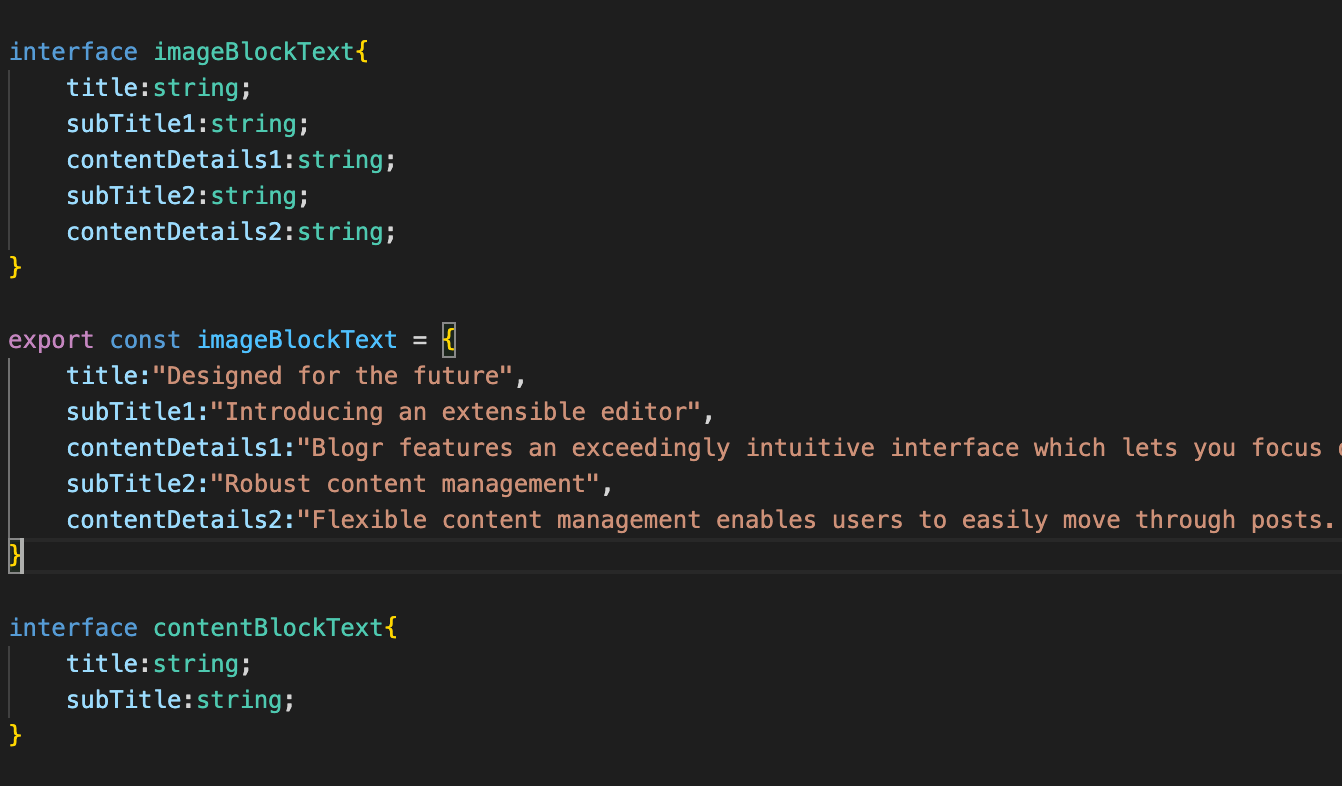 interface imageBlockText{
    title:string;
    subTitle1:string;
    contentDetails1:string;
    subTitle2:string;
    contentDetails2:string;
}
export const imageBlockText = {
    title:"Designed for the future",
    subTitle1:"Introducing an extensible editor",
    contentDetails1:"Blogr features an exceedingly intuitive interface which lets you focus
    subTitle2:"Robust content management",
    contentDetails2:"Flexible content management enables users to easily move through posts.
}
interface contentBlockText{
    title:string;
    subTitle:string;
}